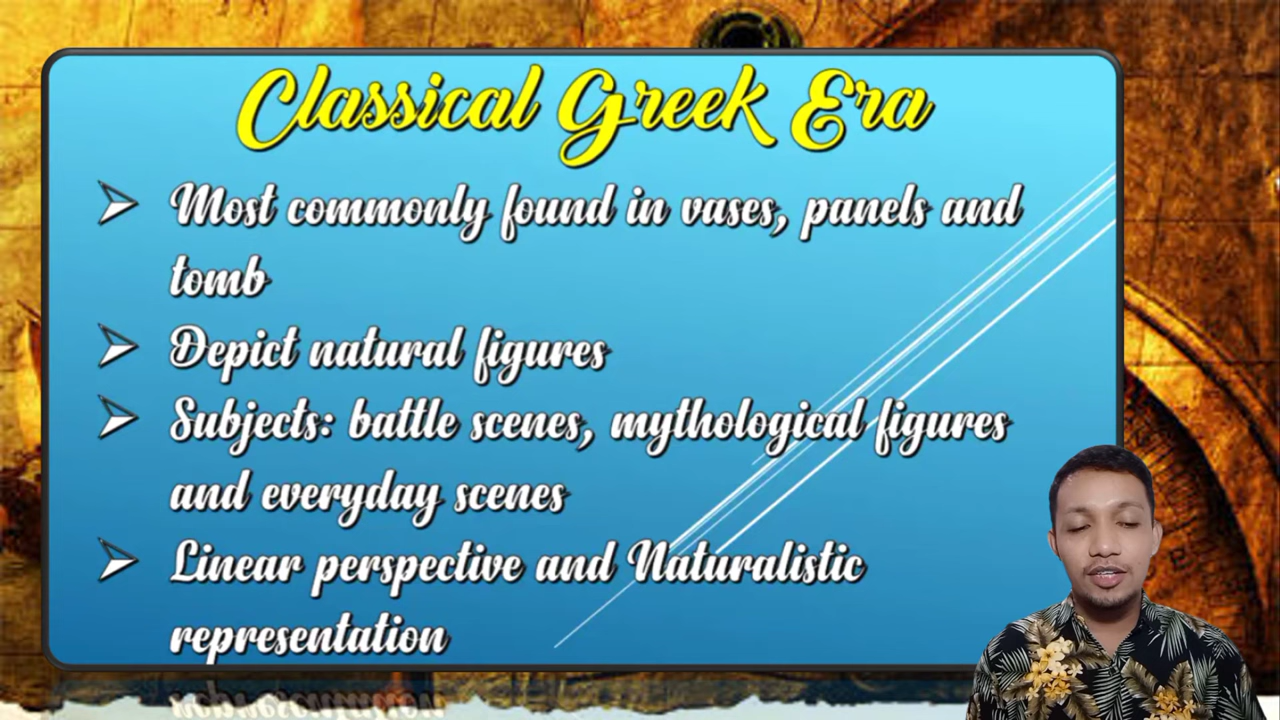 Classical Greek Era
Most commonly found in vases, panels and
tomb
Depict natural figures
Subjects: battle scenes, mythological figures
and everyday scenes
Linear perspective and Naturalistic
representation